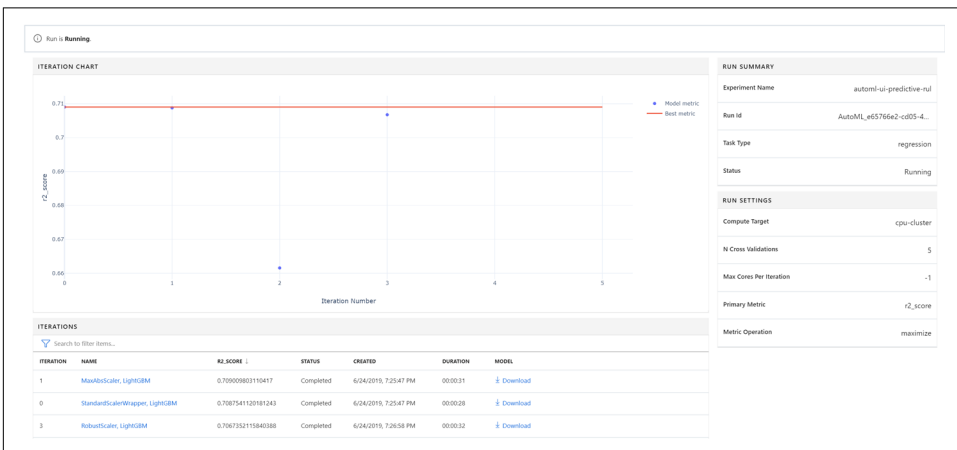 Run is Running.
ITERATION CHART
0.71
0.7
0.69
0.68
0.67
0.66
r2_score
0
1
2
3
4
5
Iteration Number
Model metric
Best metric
ITERATIONS
Search to filter items...
ITERATION NAME R2_SCORE ↓ STATUS CREATED DURATION MODEL
1 MaxAbsScaler, LightGBM 0.709009803110417 Completed 6/24/2019, 7:25:47 PM 00:00:31 Download
0 StandardScalerWrapper, LightGBM 0.7087541120181243 Completed 6/24/2019, 7:25:47 PM 00:00:28 Download
3 RobustScaler, LightGBM 0.7067352115840388 Completed 6/24/2019, 7:26:58 PM 00:00:32 Download
RUN SUMMARY
Experiment Name automl-ui-predictive-rul
Run Id AutoML_e65766e2-cd05-4...
Task Type regression
Status Running
RUN SETTINGS
Compute Target cpu-cluster
N Cross Validations 5
Max Cores Per Iteration -1
Primary Metric r2_score
Metric Operation maximize